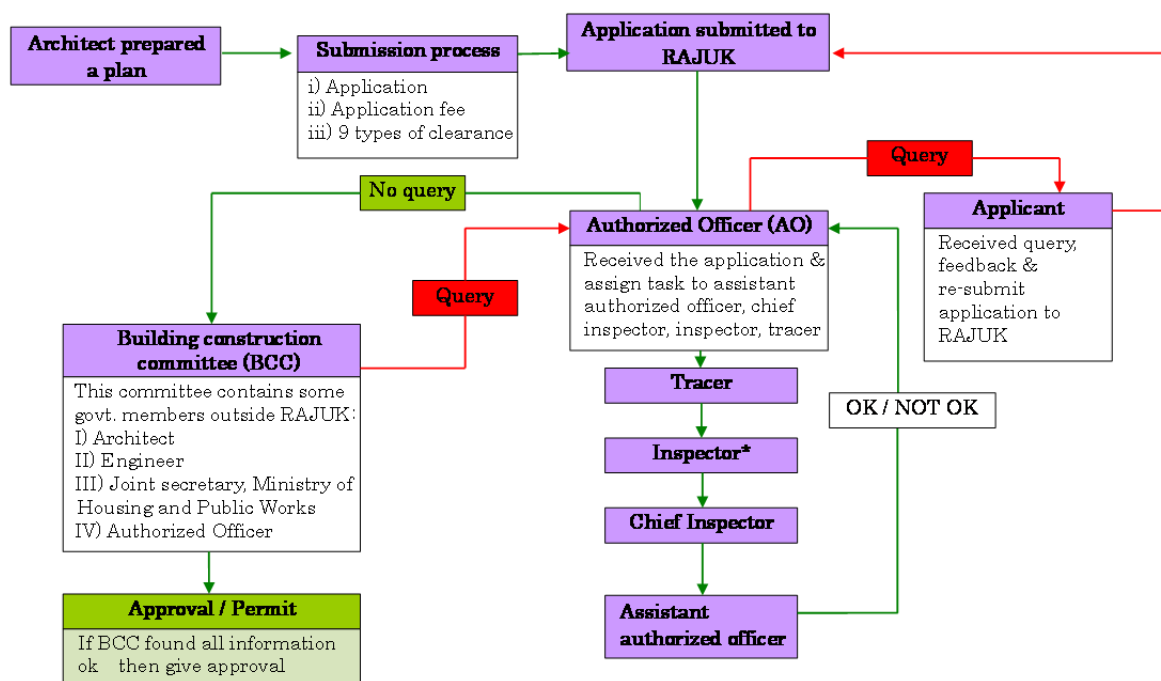 Architect prepared
a plan
Submission process
i) Application
ii) Application fee
iii) 9 types of clearance
Application submitted to
RAJUK
Query
No query
Applicant
Received query,
feedback &
re-submit
application to
RAJUK
Authorized Officer (AO)
Received the application &
assign task to assistant
authorized officer, chief
inspector, inspector, tracer
Query
Building construction
committee (BCC)
This committee contains some
govt. members outside RAJUK:
I) Architect
II) Engineer
III) Joint secretary, Ministry of
Housing and Public Works
IV) Authorized Officer
Tracer
OK / NOT OK
Inspector*
Chief Inspector
Assistant
authorized officer
Approval / Permit
If BCC found all information
ok then give approval